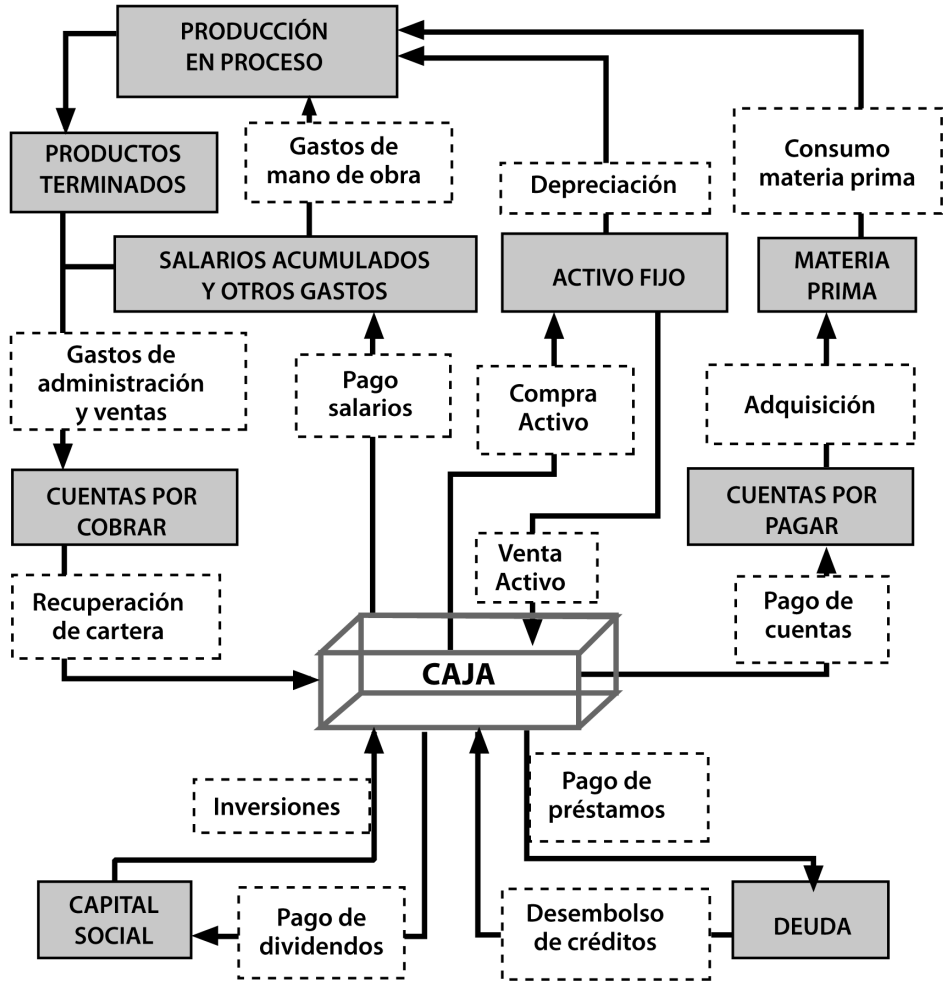 PRODUCCIÓN
EN PROCESO
PRODUCTOS
TERMINADOS
Gastos de
mano de obra
Depreciación
Consumo
materia prima
SALARIOS ACUMULADOS
Y OTROS GASTOS
ACTIVO FIJO
MATERIA
PRIMA
Gastos de
administración
y ventas
Pago
salarios
Compra
Activo
Adquisición
CUENTAS POR
COBRAR
CUENTAS POR
PAGAR
Venta
Activo
Recuperación
de cartera
Pago de
cuentas
CAJA
Inversiones
Pago de
préstamos
CAPITAL
SOCIAL
Pago de
dividendos
Desembolso
de créditos
DEUDA